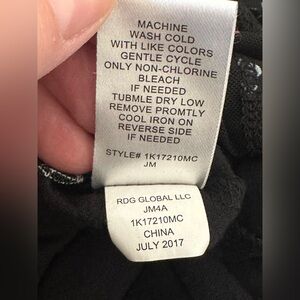 MACHINE
WASH COLD
WITH LIKE COLORS
GENTLE CYCLE
ONLY NON-CHLORINE
BLEACH
IF NEEDED
TUBMLE DRY LOW
REMOVE PROMTLY
COOL IRON ON
REVERSE SIDE
IF NEEDED
STYLE# 1K17210MC
JM
RDG GLOBAL LLC
JM4A
1K17210MC
CHINA
JULY 2017